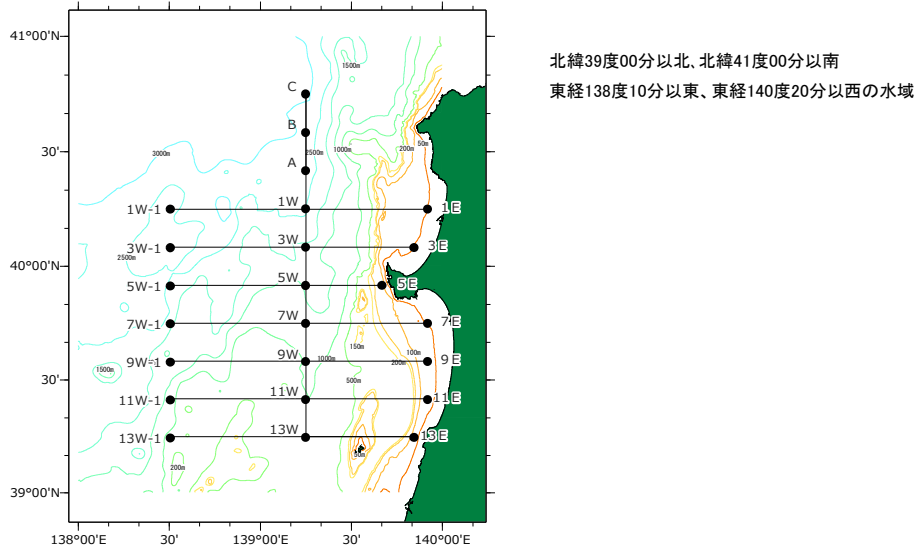 41°00'N
北緯39度00分以北、北緯41度00分以南
東経138度10分以東、東経140度20分以西の水域
1500m
C
B
50m
30'
3000m
2500m
1000m
200m
A
1W-1
1W
1E
3W-1
3W
3E
2500m
40°00'N
5W-1
5W
5E
7W-1
7W
7E
150m
100m
9W-1
9W
1000m
200m
9E
1500m
30'
500m
11W-1
11W
11E
13W-1
13W
13E
50m
200m
39°00'N
138°00'E
30'
139°00'E
30'
140°00'E